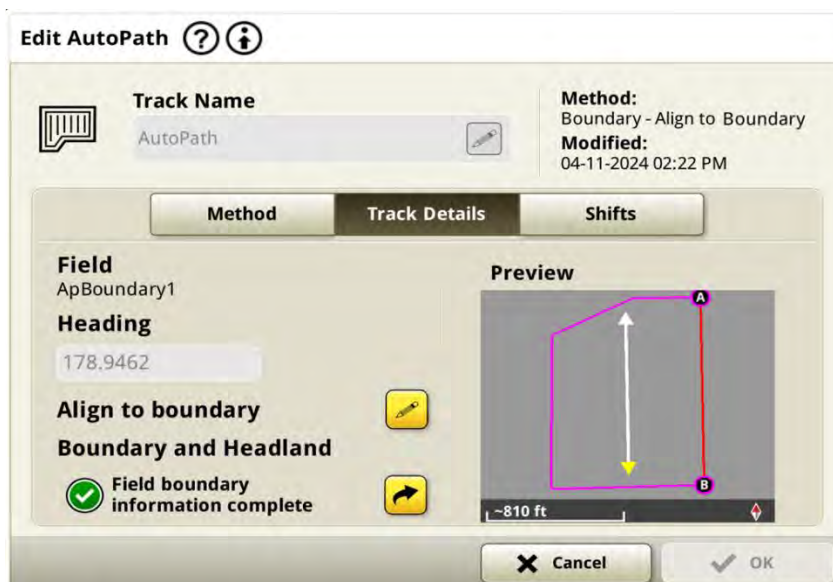 Edit AutoPath
Track Name
AutoPath
Method:
Boundary - Align to Boundary
Modified:
04-11-2024 02:22 PM
Method
Track Details
Shifts
Field
ApBoundary1
Heading
178.9462
Align to boundary
Boundary and Headland
Field boundary
information complete
Preview
A
B
~810 ft
Cancel
OK